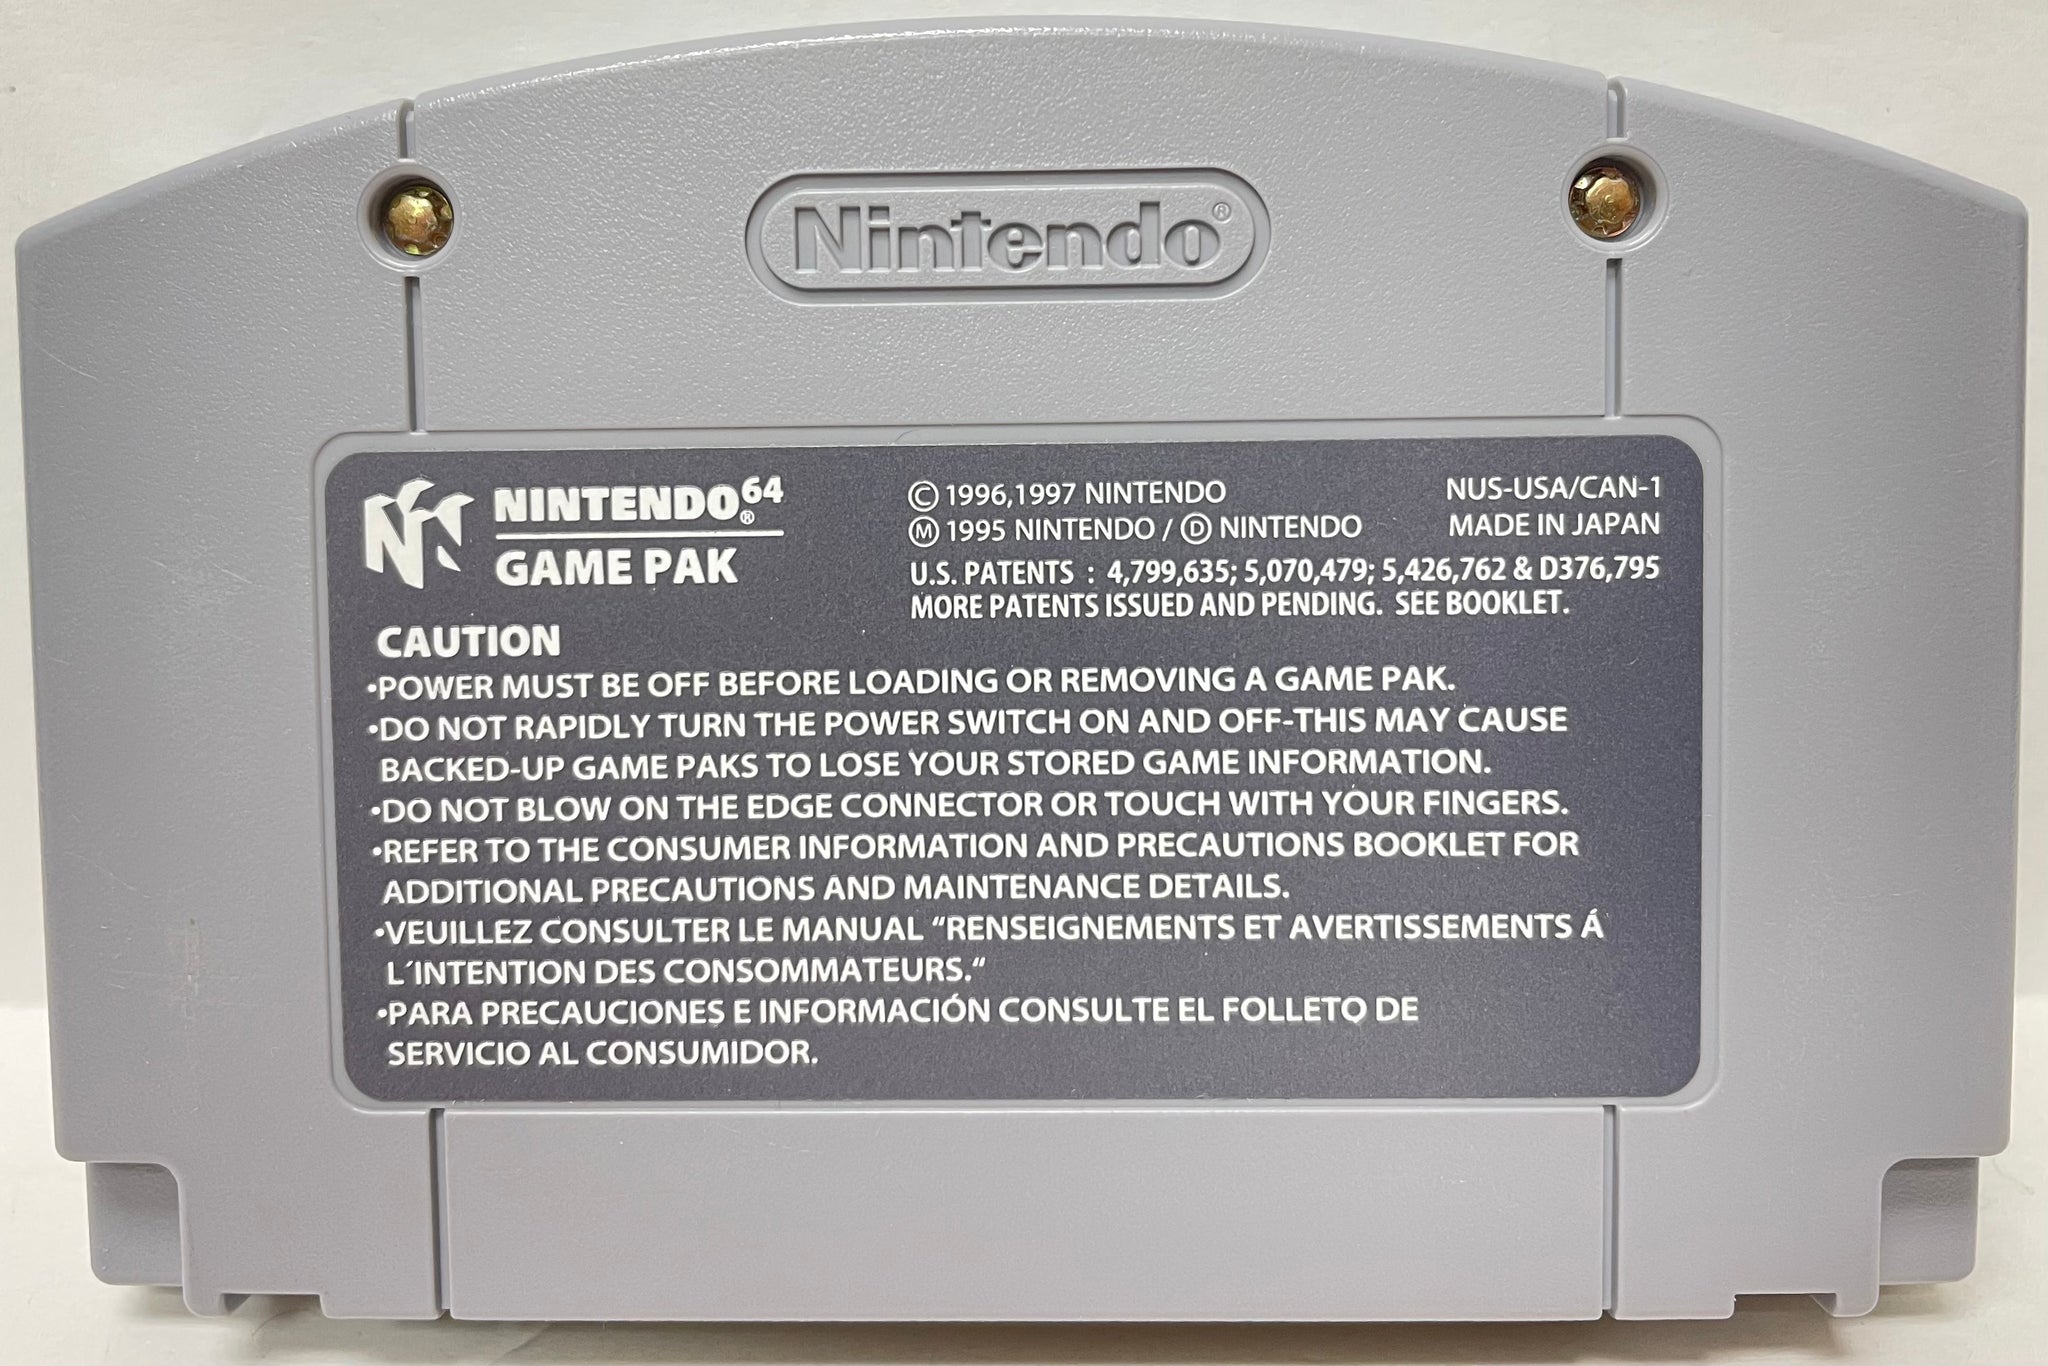 Nintendo®
NINTENDO64®
GAME PAK
© 1996,1997 NINTENDO
Ⓜ 1995 NINTENDO / Ⓓ NINTENDO
NUS-USA/CAN-1
MADE IN JAPAN
U.S. PATENTS : 4,799,635; 5,070,479; 5,426,762 & D376,795
MORE PATENTS ISSUED AND PENDING. SEE BOOKLET.
CAUTION
•POWER MUST BE OFF BEFORE LOADING OR REMOVING A GAME PAK.
•DO NOT RAPIDLY TURN THE POWER SWITCH ON AND OFF-THIS MAY CAUSE
BACKED-UP GAME PAKS TO LOSE YOUR STORED GAME INFORMATION.
•DO NOT BLOW ON THE EDGE CONNECTOR OR TOUCH WITH YOUR FINGERS.
•REFER TO THE CONSUMER INFORMATION AND PRECAUTIONS BOOKLET FOR
ADDITIONAL PRECAUTIONS AND MAINTENANCE DETAILS.
•VEUILLEZ CONSULTER LE MANUAL “RENSEIGNEMENTS ET AVERTISSEMENTS Á
L´INTENTION DES CONSOMMATEURS.“
•PARA PRECAUCIONES E INFORMACIÓN CONSULTE EL FOLLETO DE
SERVICIO AL CONSUMIDOR.